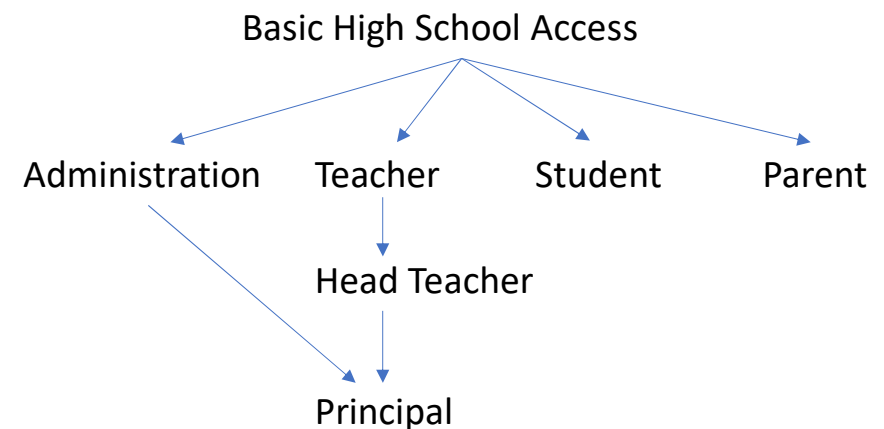 Basic High School Access
Administration Teacher Student Parent
Head Teacher
Principal